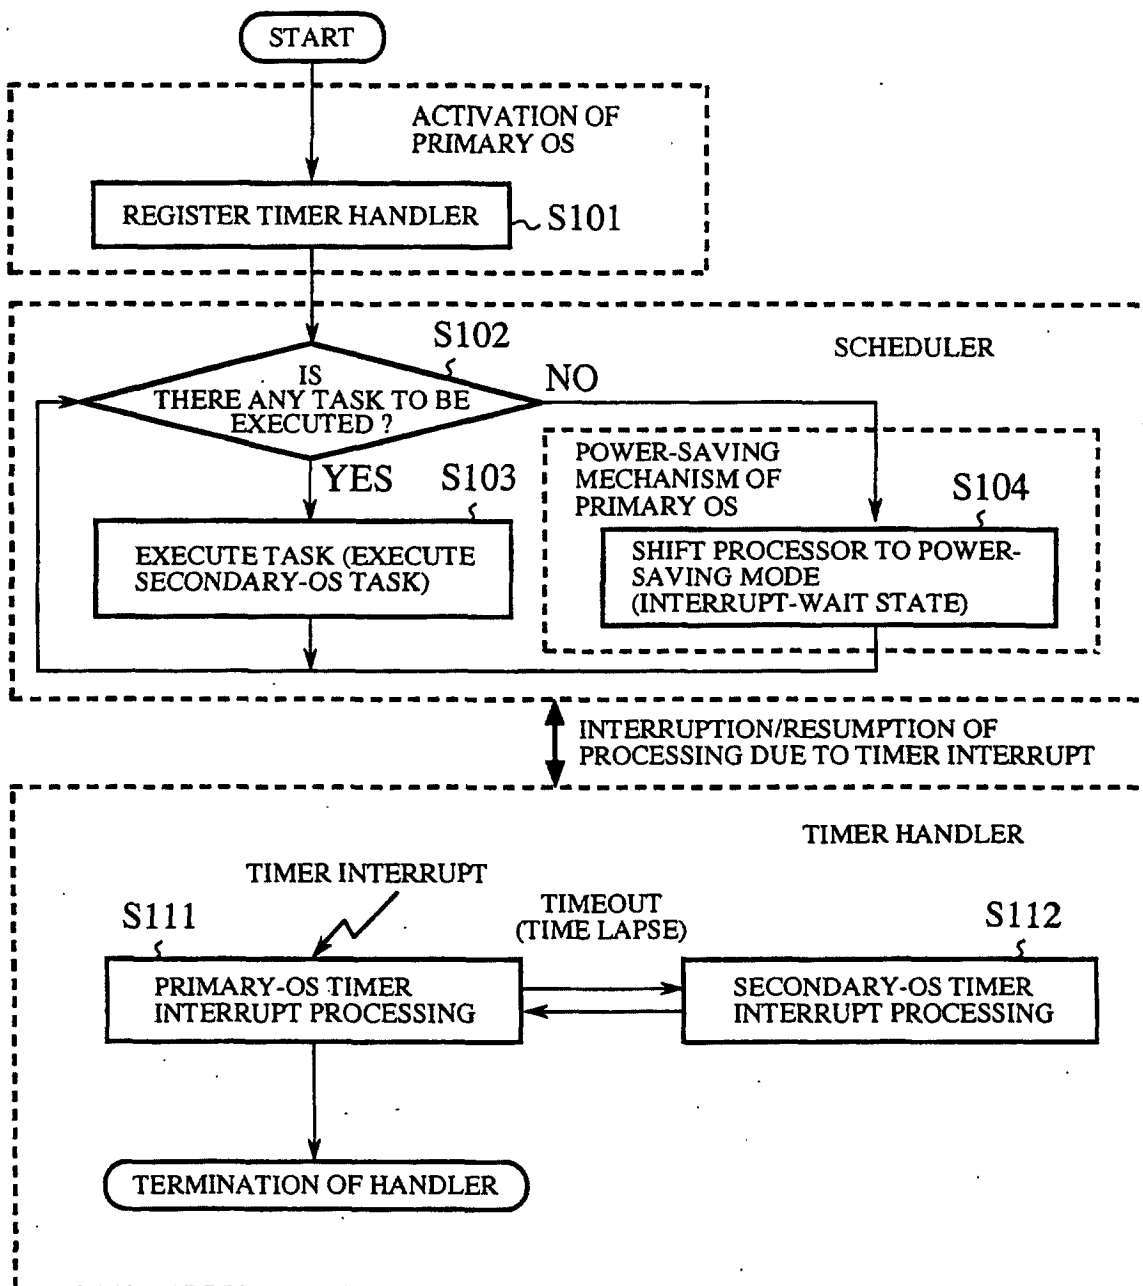 START
ACTIVATION OF
PRIMARY OS
REGISTER TIMER HANDLER
S101
S102
SCHEDULER
IS
THERE ANY TASK TO BE
EXECUTED ?
NO
YES
S103
POWER-SAVING
MECHANISM OF
PRIMARY OS
S104
EXECUTE TASK (EXECUTE
SECONDARY-OS TASK)
SHIFT PROCESSOR TO POWER-
SAVING MODE
(INTERRUPT-WAIT STATE)
INTERRUPTION/RESUMPTION OF
PROCESSING DUE TO TIMER INTERRUPT
TIMER HANDLER
TIMER INTERRUPT
S111
TIMEOUT
(TIME LAPSE)
S112
PRIMARY-OS TIMER
INTERRUPT PROCESSING
SECONDARY-OS TIMER
INTERRUPT PROCESSING
TERMINATION OF HANDLER